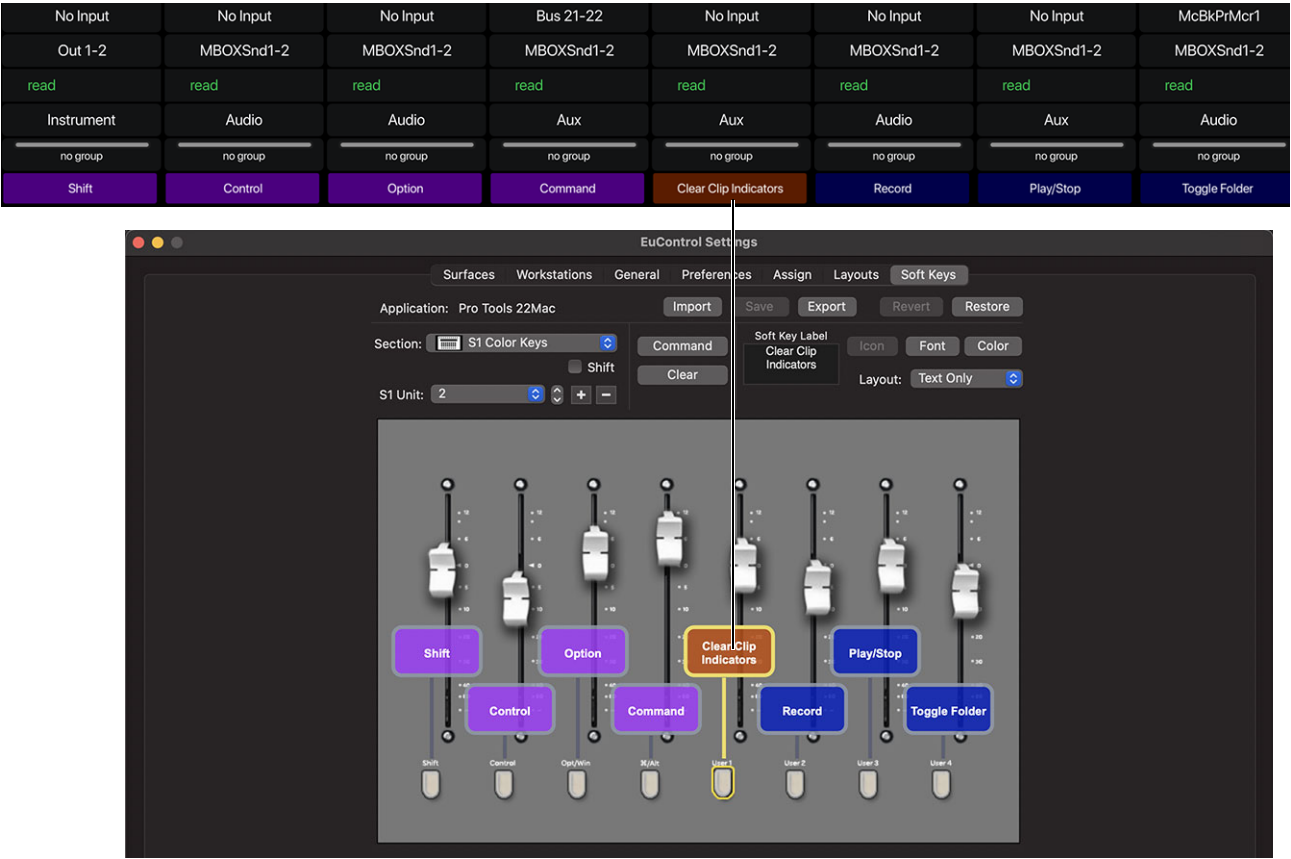 No Input No Input No Input Bus 21-22 No Input No Input No Input McBkPrMcr1
Out 1-2 MBOXSnd1-2 MBOXSnd1-2 MBOXSnd1-2 MBOXSnd1-2 MBOXSnd1-2 MBOXSnd1-2 MBOXSnd1-2
read read read read read read read read
Instrument Audio Audio Aux Aux Audio Aux Audio
no group no group no group no group no group no group no group no group
Shift Control Option Command Clear Clip Indicators Record Play/Stop Toggle Folder
EuControl Settings
Surfaces Workstations General Preferences Assign Layouts Soft Keys
Application: Pro Tools 22Mac Import Save Export Revert Restore
Section: S1 Color Keys Command
Soft Key Label
Clear Clip
Indicators
Icon Font Color
Shift
Clear
Layout: Text Only
S1 Unit: 2 + −
Shift Option Clear Clip
Indicators Play/Stop
Control Command Record Toggle Folder
Shift Control Opt/Win ⌘/Alt User 1 User 2 User 3 User 4